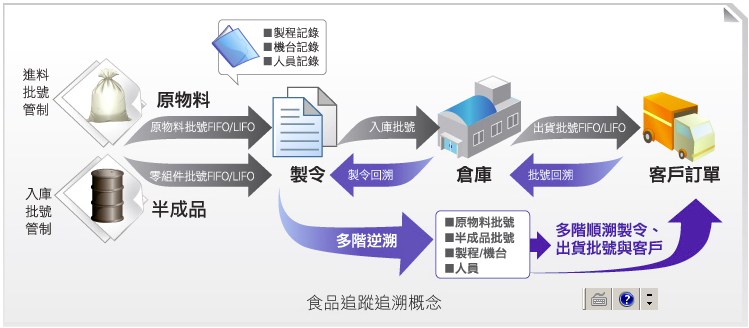 ■製程記錄
■機台記錄
■人員記錄
進料
批號
管制
原物料
原物料批號FIFO/LIFO
入庫批號
出貨批號FIFO/LIFO
零組件批號FIFO/LIFO
製令
製令回溯
倉庫
批號回溯
客戶訂單
入庫
批號
管制
半成品
多階逆溯
■原物料批號
■半成品批號
■製程/機台
■人員
多階順溯製令、
出貨批號與客戶
食品追蹤追溯概念
?